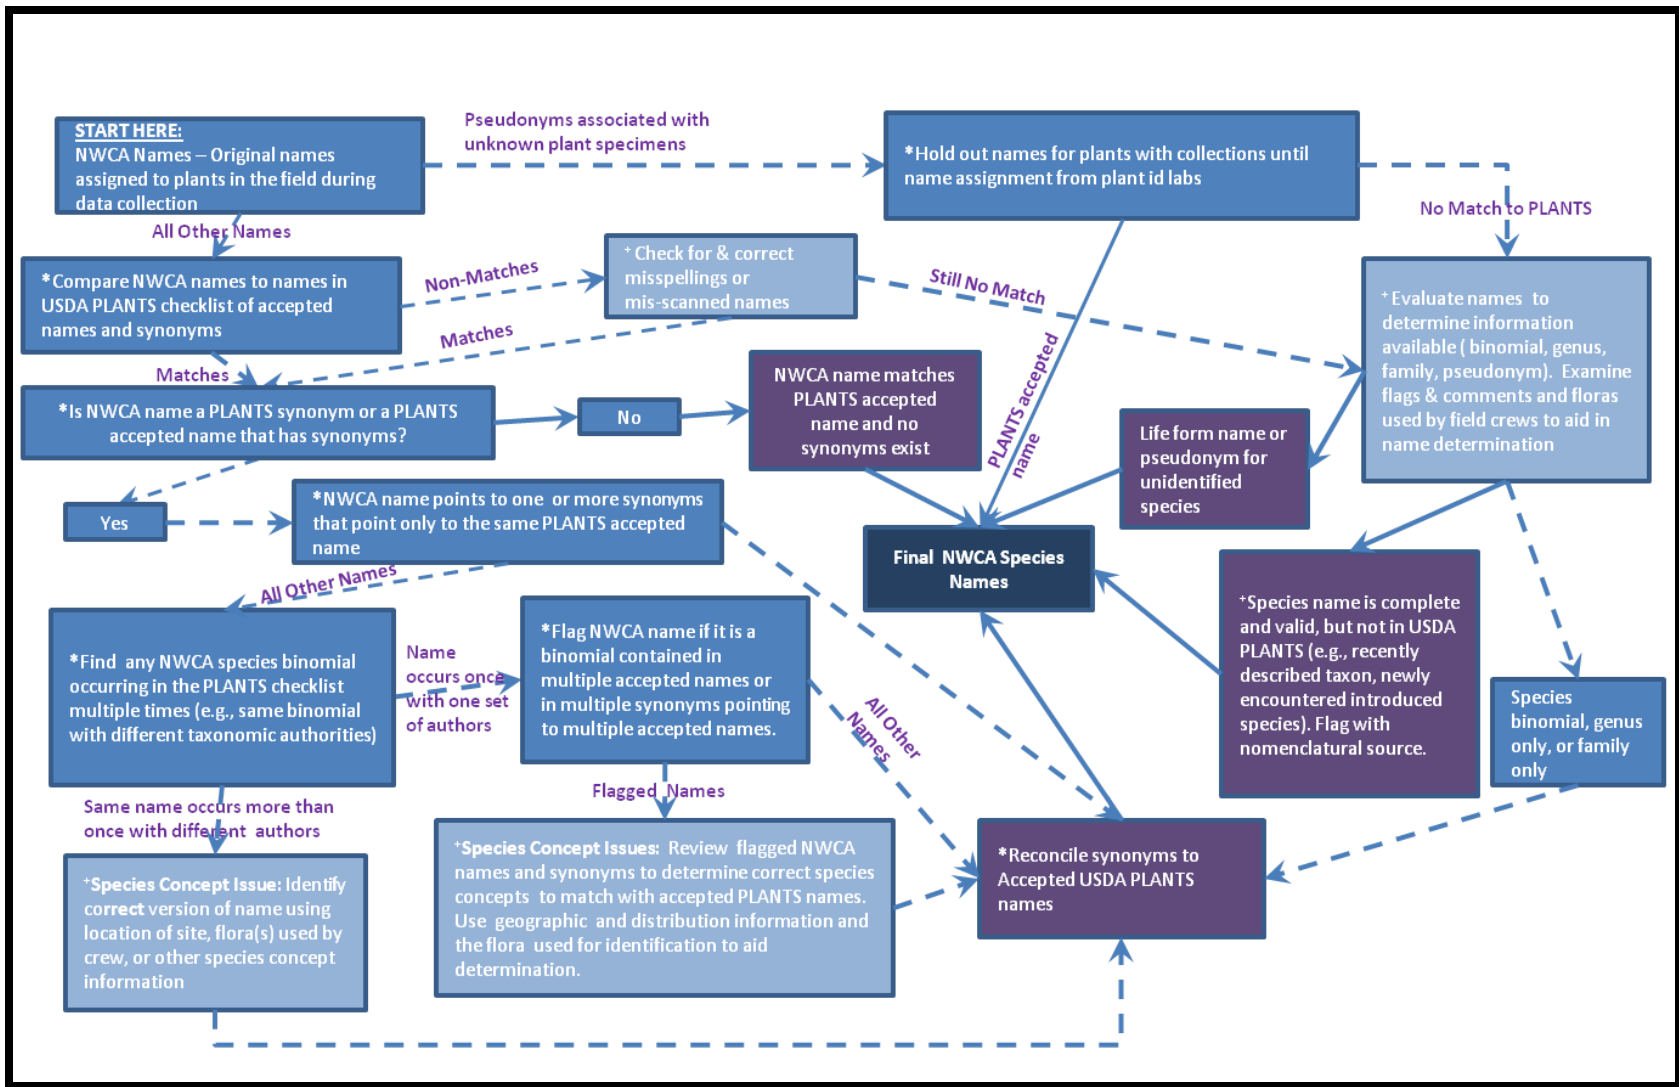 START HERE:
NWCA Names – Original names
assigned to plants in the field during
data collection
Pseudonyms associated with
unknown plant specimens
*Hold out names for plants with collections until
name assignment from plant id labs
No Match to PLANTS
All Other Names
*Compare NWCA names to names in
USDA PLANTS checklist of accepted
names and synonyms
Non-Matches
+ Check for & correct
misspellings or
mis-scanned names
Still No Match
+ Evaluate names to
determine information
available ( binomial, genus,
family, pseudonym). Examine
flags & comments and floras
used by field crews to aid in
name determination
Matches
Matches
*Is NWCA name a PLANTS synonym or a PLANTS
accepted name that has synonyms?
No
NWCA name matches
PLANTS accepted
name and no
synonyms exist
PLANTS accepted
name
Life form name or
pseudonym for
unidentified
species
Yes
*NWCA name points to one or more synonyms
that point only to the same PLANTS accepted
name
Final NWCA Species
Names
All Other Names
*Find any NWCA species binomial
occurring in the PLANTS checklist
multiple times (e.g., same binomial
with different taxonomic authorities)
Name
occurs once
with one set
of authors
*Flag NWCA name if it is a
binomial contained in
multiple accepted names or
in multiple synonyms pointing
to multiple accepted names.
All Other
Names
+Species name is complete
and valid, but not in USDA
PLANTS (e.g., recently
described taxon, newly
encountered introduced
species). Flag with
nomenclatural source.
Species
binomial, genus
only, or family
only
Same name occurs more than
once with different authors
Flagged Names
+Species Concept Issue: Identify
correct version of name using
location of site, flora(s) used by
crew, or other species concept
information
+Species Concept Issues: Review flagged NWCA
names and synonyms to determine correct species
concepts to match with accepted PLANTS names.
Use geographic and distribution information and
the flora used for identification to aid
determination.
*Reconcile synonyms to
Accepted USDA PLANTS
names